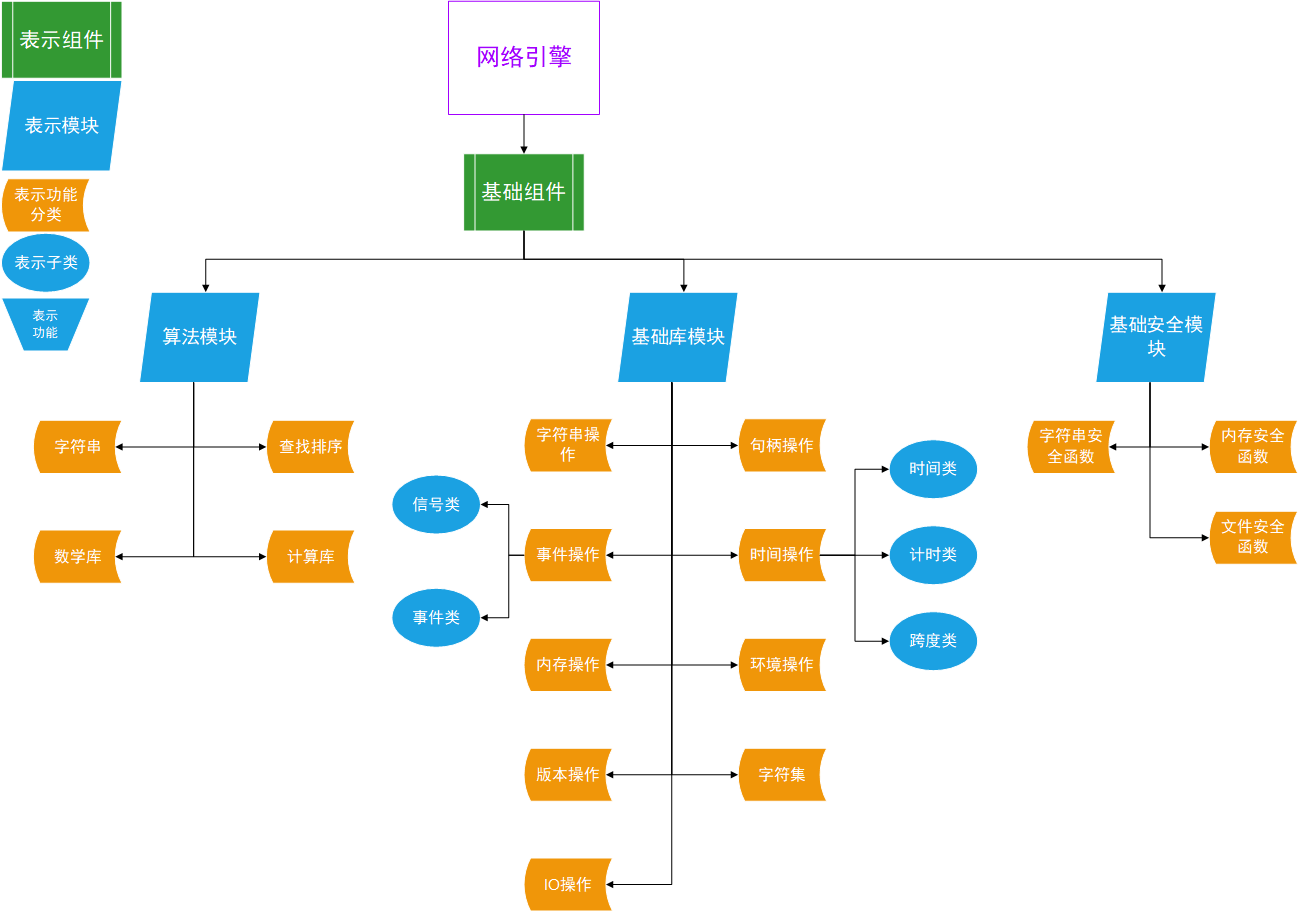 表示组件
表示模块
表示功能
分类
表示子类
表示
功能
网络引擎
基础组件
算法模块
基础库模块
基础安全模
块
字符串
查找排序
数学库
计算库
字符串操
作
句柄操作
事件操作
时间操作
信号类
事件类
时间类
计时类
跨度类
内存操作
环境操作
版本操作
字符集
IO操作
字符串安
全函数
内存安全
函数
文件安全
函数